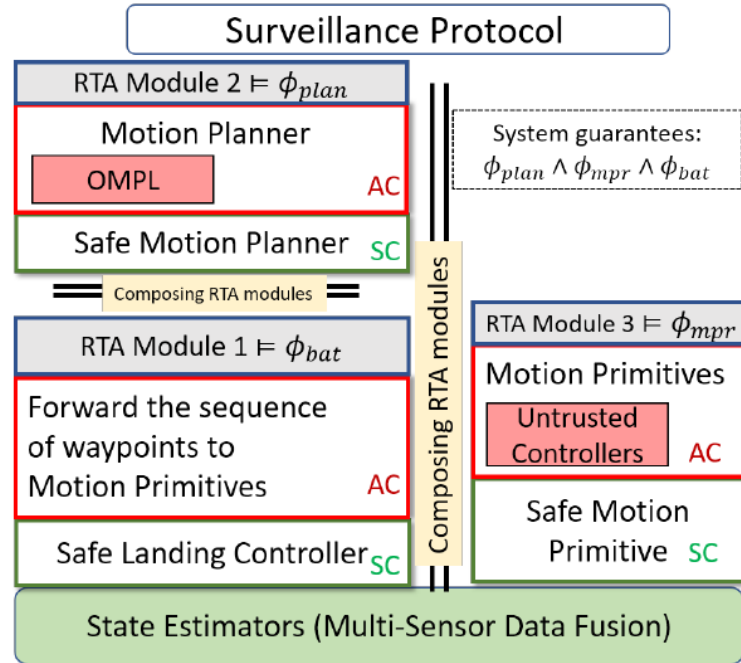 Surveillance Protocol
RTA Module 2 ⊨ ϕ_plan
Motion Planner
OMPL
AC
Safe Motion Planner SC
Composing RTA modules
RTA Module 1 ⊨ ϕ_bat
Forward the sequence
of waypoints to
Motion Primitives
AC
Safe Landing Controller SC
Composing RTA modules
System guarantees:
ϕ_plan ∧ ϕ_mpr ∧ ϕ_bat
RTA Module 3 ⊨ ϕ_mpr
Motion Primitives
Untrusted
Controllers
AC
Safe Motion
Primitive SC
State Estimators (Multi-Sensor Data Fusion)